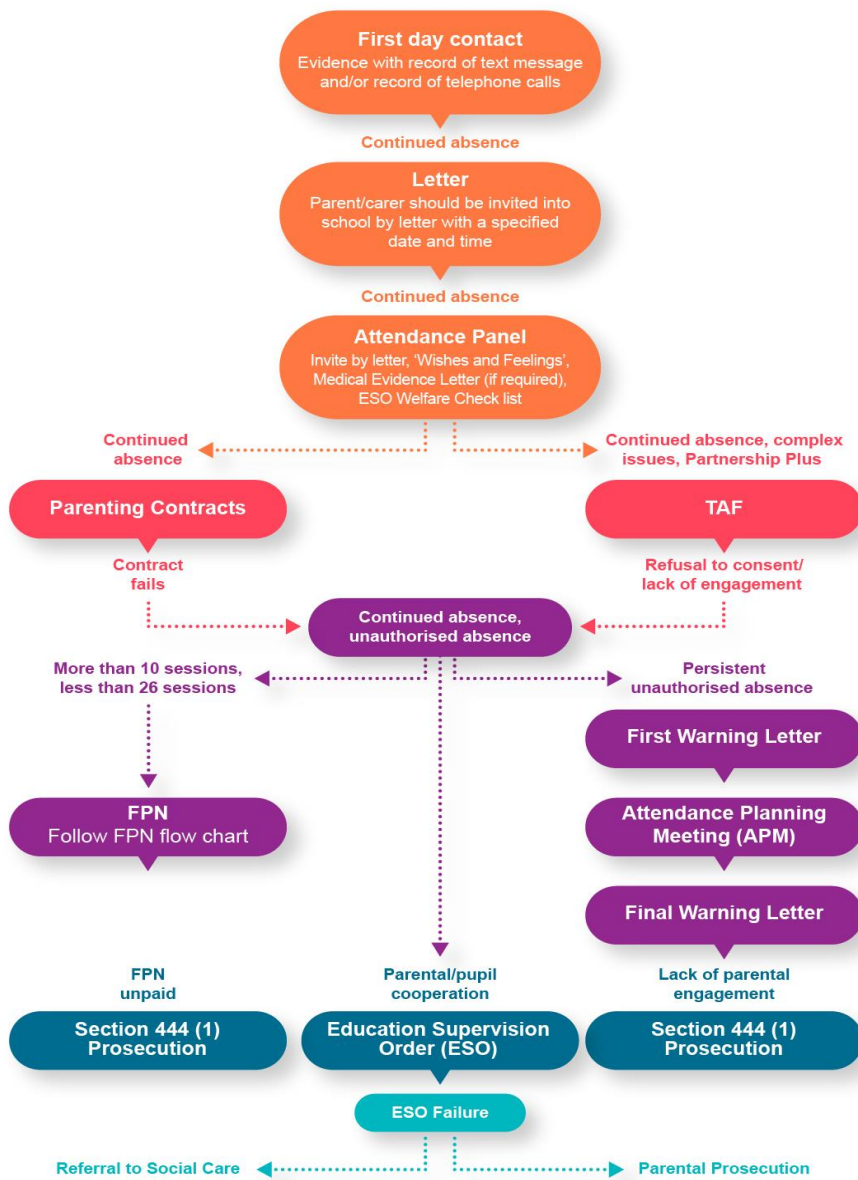 First day contact
Evidence with record of text message
and/or record of telephone calls
Continued absence
Letter
Parent/carer should be invited into
school by letter with a specified
date and time
Continued absence
Attendance Panel
Invite by letter, ‘Wishes and Feelings’,
Medical Evidence Letter (if required),
ESO Welfare Check list
Continued
absence
Continued absence, complex
issues, Partnership Plus
Parenting Contracts
TAF
Contract
fails
Refusal to consent/
lack of engagement
Continued absence,
unauthorised absence
More than 10 sessions,
less than 26 sessions
Persistent
unauthorised absence
First Warning Letter
FPN
Follow FPN flow chart
Attendance Planning
Meeting (APM)
Final Warning Letter
FPN
unpaid
Parental/pupil
cooperation
Lack of parental
engagement
Section 444 (1)
Prosecution
Education Supervision
Order (ESO)
Section 444 (1)
Prosecution
ESO Failure
Referral to Social Care
Parental Prosecution